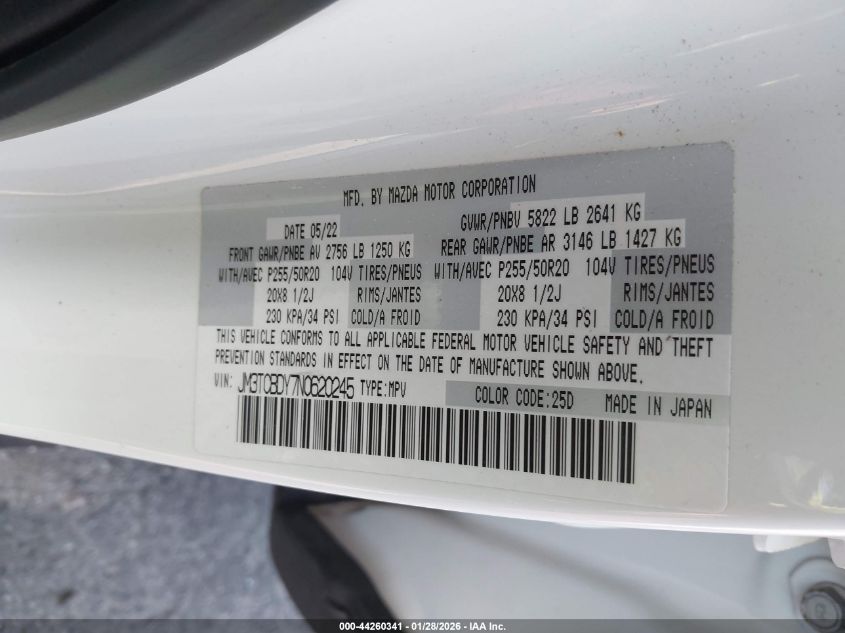 MFD. BY MAZDA MOTOR CORPORATION
DATE 05/22 GVWR/PNBV 5822 LB 2641 KG
FRONT GAWR/PNBE AV 2756 LB 1250 KG REAR GAWR/PNBE AR 3146 LB 1427 KG
WITH/AVEC P255/50R20 104V TIRES/PNEUS WITH/AVEC P255/50R20 104V TIRES/PNEUS
20X8 1/2J RIMS/JANTES 20X8 1/2J RIMS/JANTES
230 KPA/34 PSI COLD/A FROID 230 KPA/34 PSI COLD/A FROID
THIS VEHICLE CONFORMS TO ALL APPLICABLE FEDERAL MOTOR VEHICLE SAFETY AND THEFT
PREVENTION STANDARDS IN EFFECT ON THE DATE OF MANUFACTURE SHOWN ABOVE.
VIN: JM3TCBDY7N0620245 TYPE:MPV COLOR CODE:25D MADE IN JAPAN
000-44260341 | 01/28/2026 - IAA Inc.